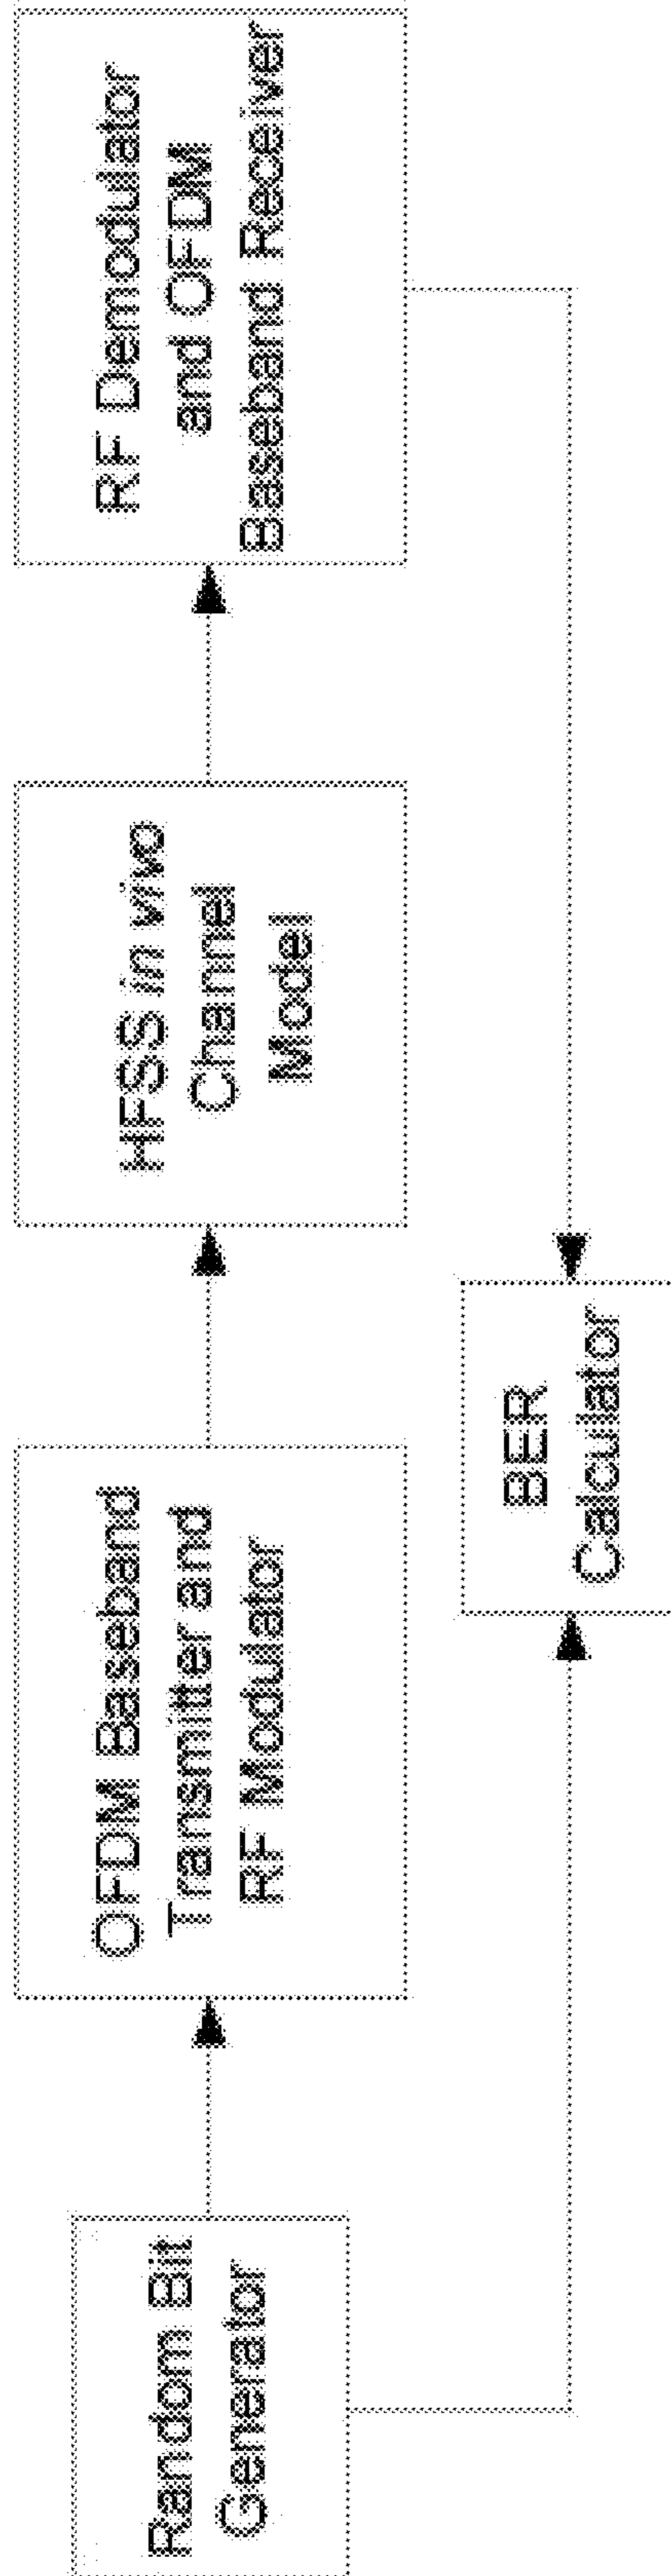 Random Bit
Generator
OFDM Baseband
Transmitter and
RF Modulator
HFSS in vivo
Channel
Model
RF Demodulator
and OFDM
Baseband Receiver
BER
Calculator